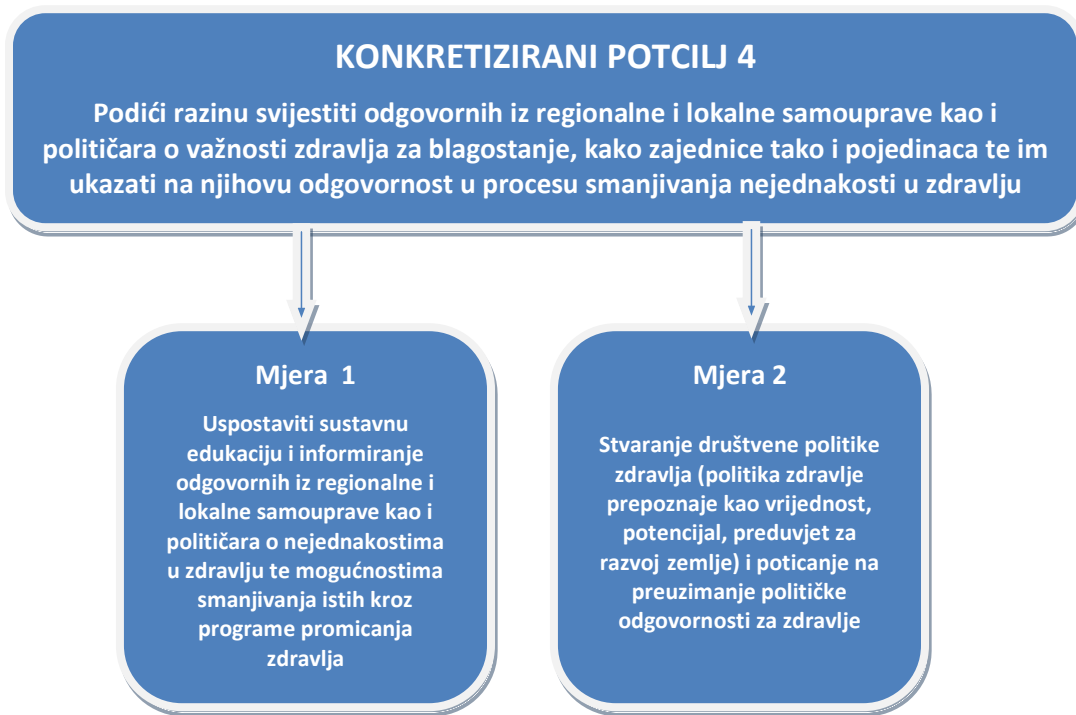 KONKRETIZIRANI POTCILJ 4
Podići razinu svijestiti odgovornih iz regionalne i lokalne samouprave kao i
političara o važnosti zdravlja za blagostanje, kako zajednice tako i pojedinaca te im
ukazati na njihovu odgovornost u procesu smanjivanja nejednakosti u zdravlju
Mjera 1
Uspostaviti sustavnu
edukaciju i informiranje
odgovornih iz regionalne i
lokalne samouprave kao i
političara o nejednakostima
u zdravlju te mogućnostima
smanjivanja istih kroz
programe promicanja
zdravlja
Mjera 2
Stvaranje društvene politike
zdravlja (politika zdravlje
prepoznaje kao vrijednost,
potencijal, preduvjet za
razvoj zemlje) i poticanje na
preuzimanje političke
odgovornosti za zdravlje